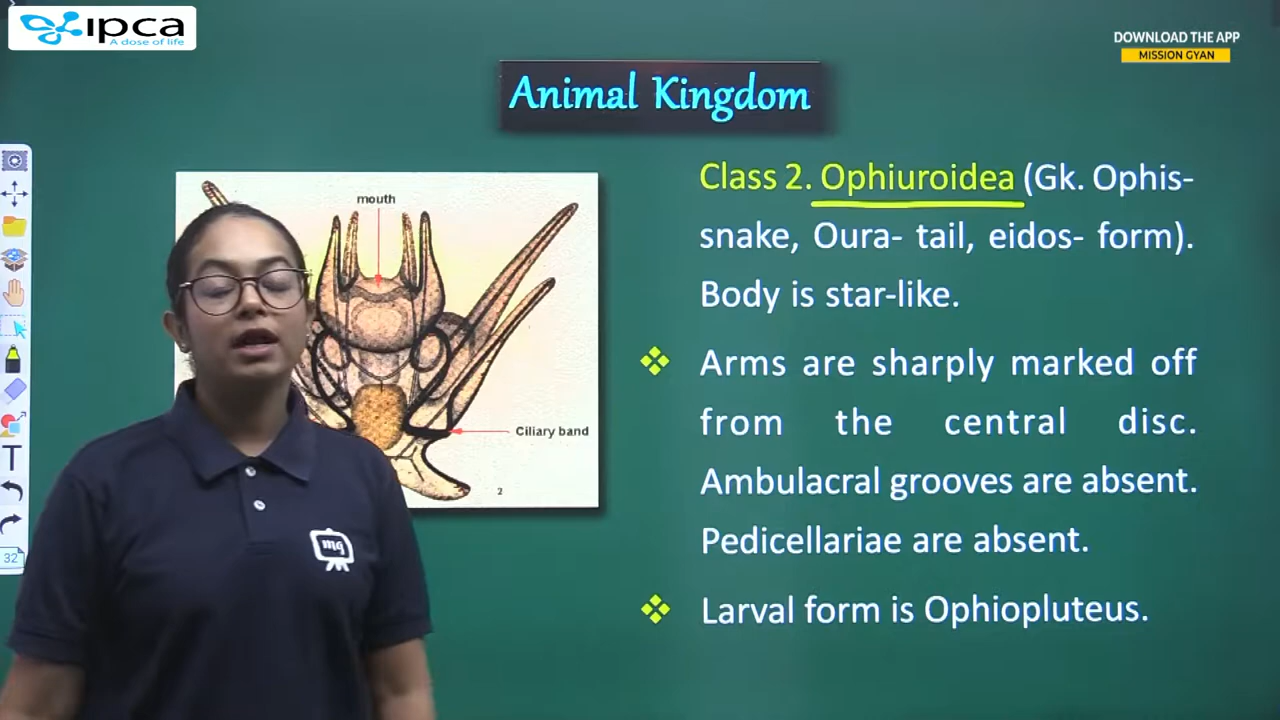 ipca
A dose of life
DOWNLOAD THE APP
MISSION GYAN
Animal Kingdom
mouth
Ciliary band
2
Class 2. Ophiuroidea (Gk. Ophis-
snake, Oura- tail, eidos- form).
Body is star-like.
Arms are sharply marked off
from the central disc.
Ambulacral grooves are absent.
Pedicellariae are absent.
Larval form is Ophiopluteus.
mg
T
32